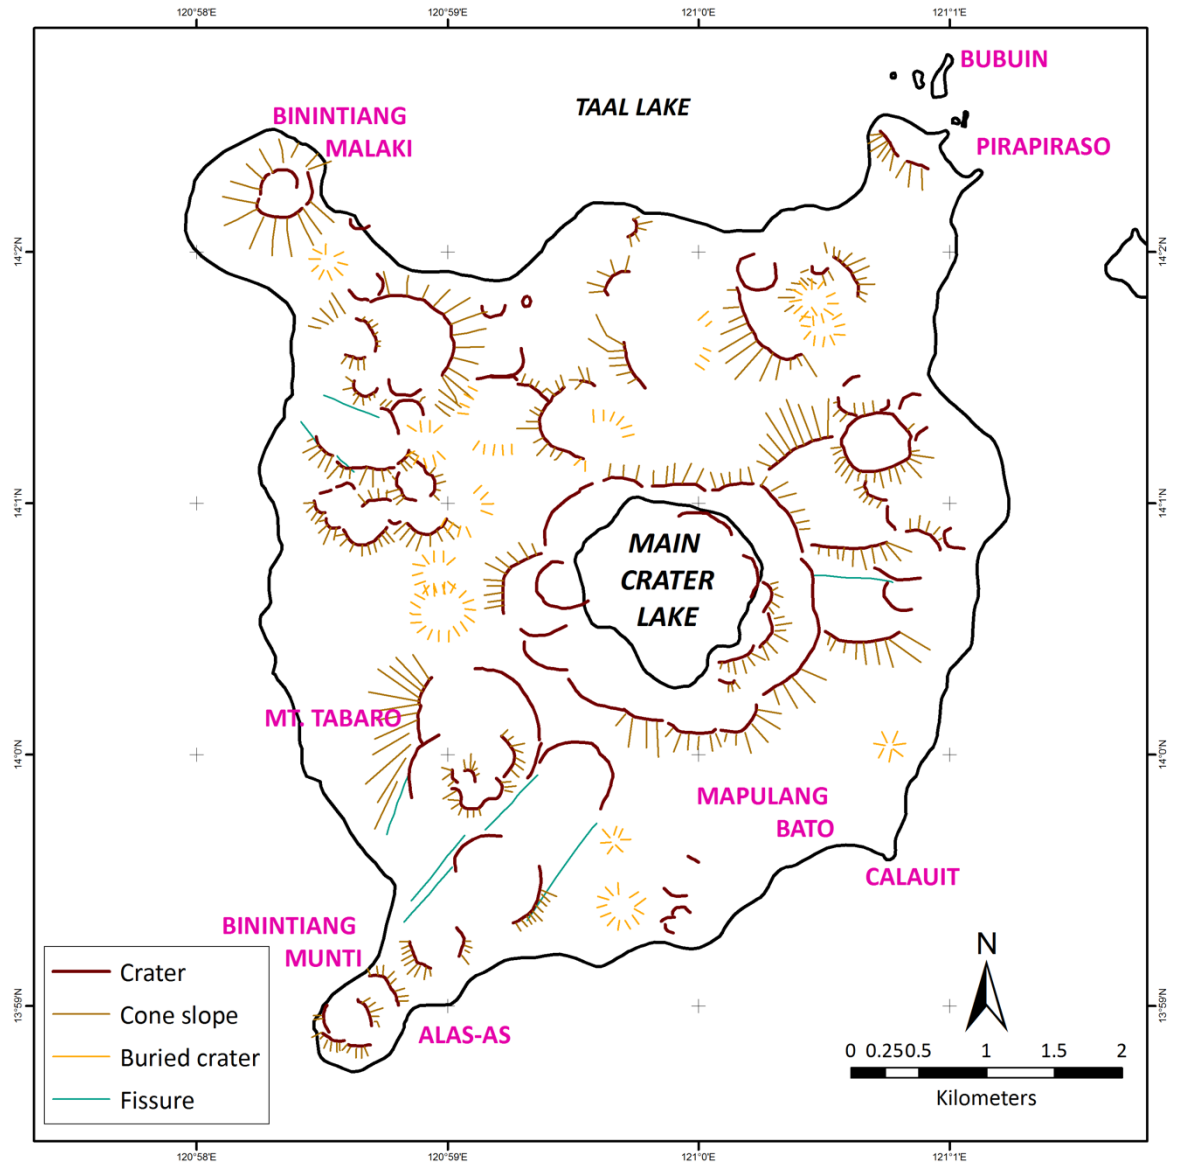 120°58'E 120°59'E 121°0'E 121°1'E
BUBUIN
TAAL LAKE
BININTIANG
MALAKI
PIRAPIRASO
14°2'N 14°2'N
14°1'N 14°1'N
MAIN
CRATER
LAKE
MT. TABARO
14°0'N 14°0'N
MAPULANG
BATO
CALAUIT
BININTIANG
MUNTI
N
Crater
Cone slope
Buried crater
Fissure
13°59'N 13°59'N
ALAS-AS
0 0.25 0.5 1 1.5 2
Kilometers
120°58'E 120°59'E 121°0'E 121°1'E